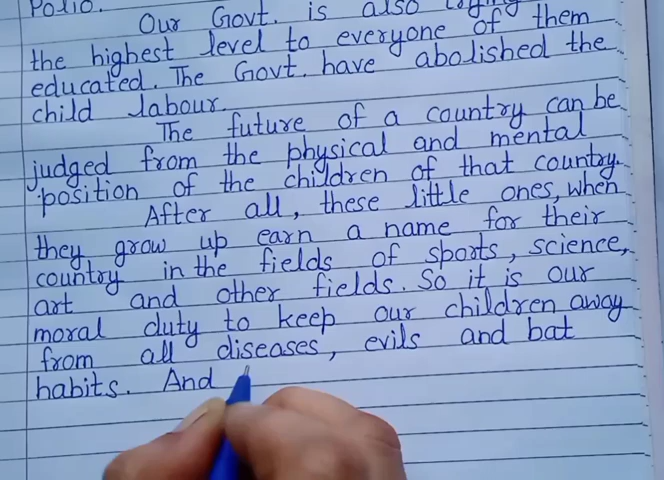 Polio.
Our Govt. is also trying
the highest level to everyone of them
educated. The Govt. have abolished the
child labour.
The future of a country can be
judged from the physical and mental
position of the children of that country.
After all, these little ones, when
they grow up earn a name for their
country in the fields of sports, science,
art and other fields. So it is our
moral duty to keep our children away
from all diseases, evils and bat
habits. And